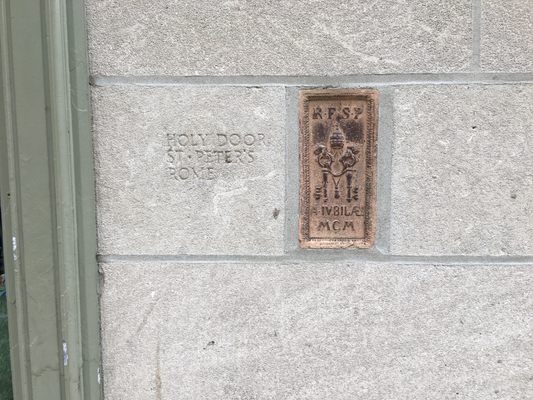 HOLY DOOR
ST·PETER'S
ROME
R·F·S·P
A IVBILÆ
MCM